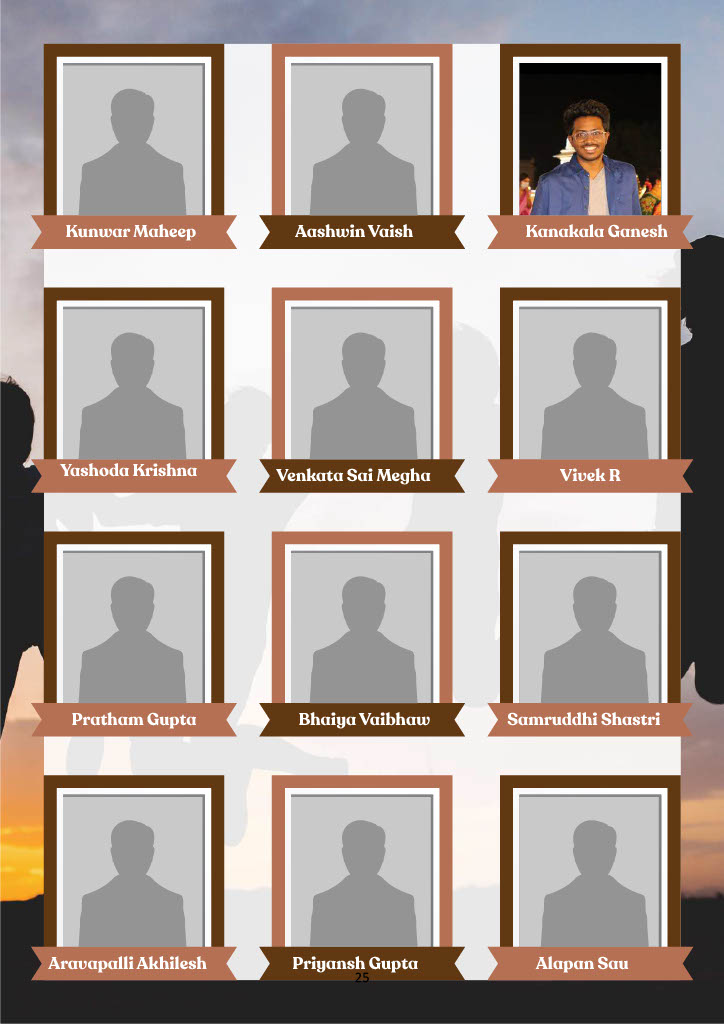 Kunwar Maheep
Aashwin Vaish
Kanakala Ganesh
Yashoda Krishna
Venkata Sai Megha
Vivek R
Pratham Gupta
Bhaiya Vaibhaw
Samruddhi Shastri
Aravapalli Akhilesh
Priyansh Gupta
Alapan Sau
25